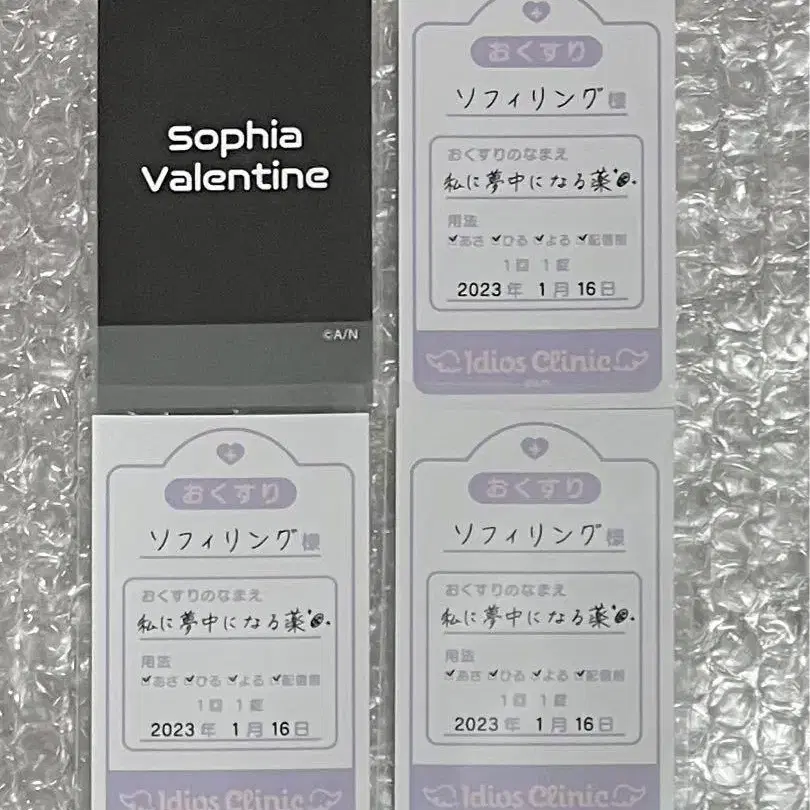 Sophia
Valentine
©A/N
おくすり
ソフィリング様
おくすりのなまえ
私に夢中になる薬
用法
✔あさ ✔ひる ✔よる ✔配信前
1回 1錠
2023年 1月 16日
Idios Clinic
おくすり
ソフィリング様
おくすりのなまえ
私に夢中になる薬
用法
✔あさ ✔ひる ✔よる ✔配信前
1回 1錠
2023年 1月 16日
Idios Clinic
おくすり
ソフィリング様
おくすりのなまえ
私に夢中になる薬
用法
✔あさ ✔ひる ✔よる ✔配信前
1回 1錠
2023年 1月 16日
Idios Clinic